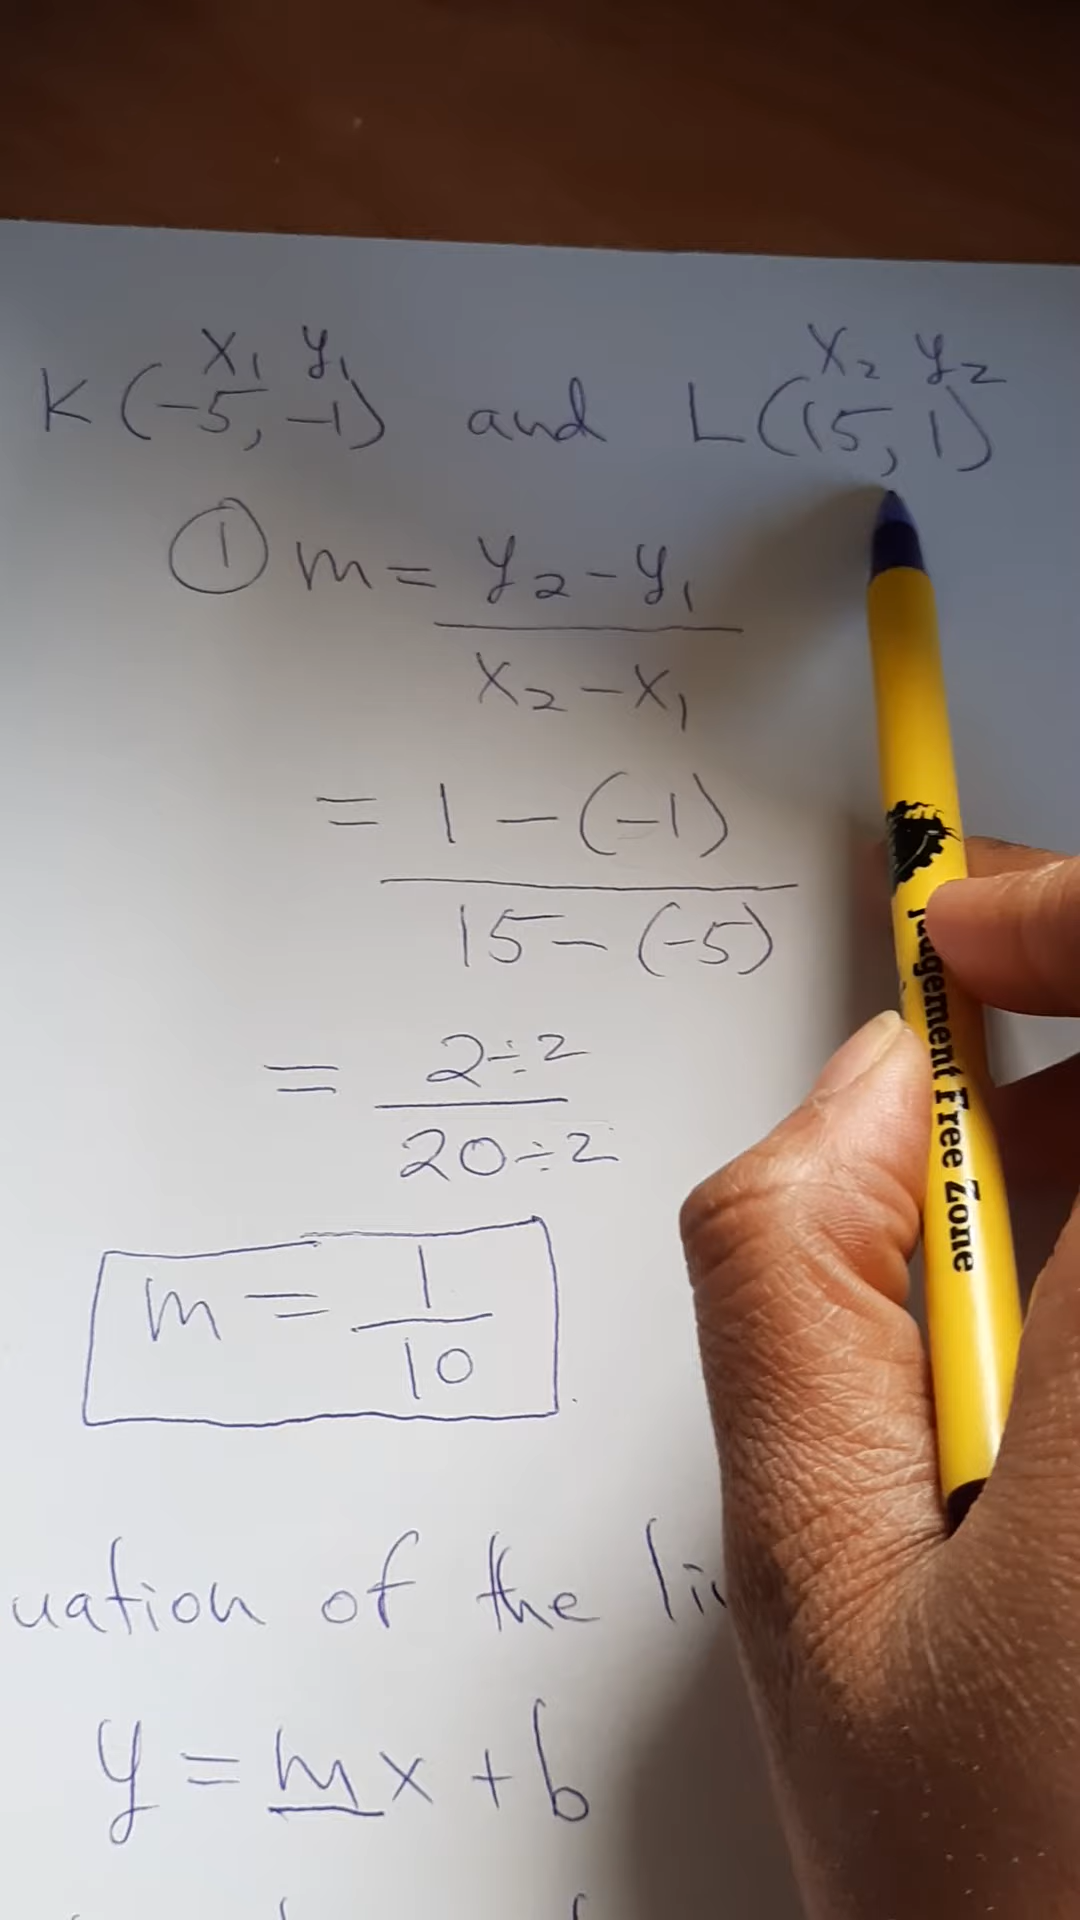 x₁ y₁ x₂ y₂
K(-5, -1) and L(15, 1)
① m = y₂ - y₁
x₂ - x₁
= 1 - (-1)
15 - (-5)
= 2÷2
20÷2
m = 1
10
uation of the
y = mx + b
Judgement Free Zone